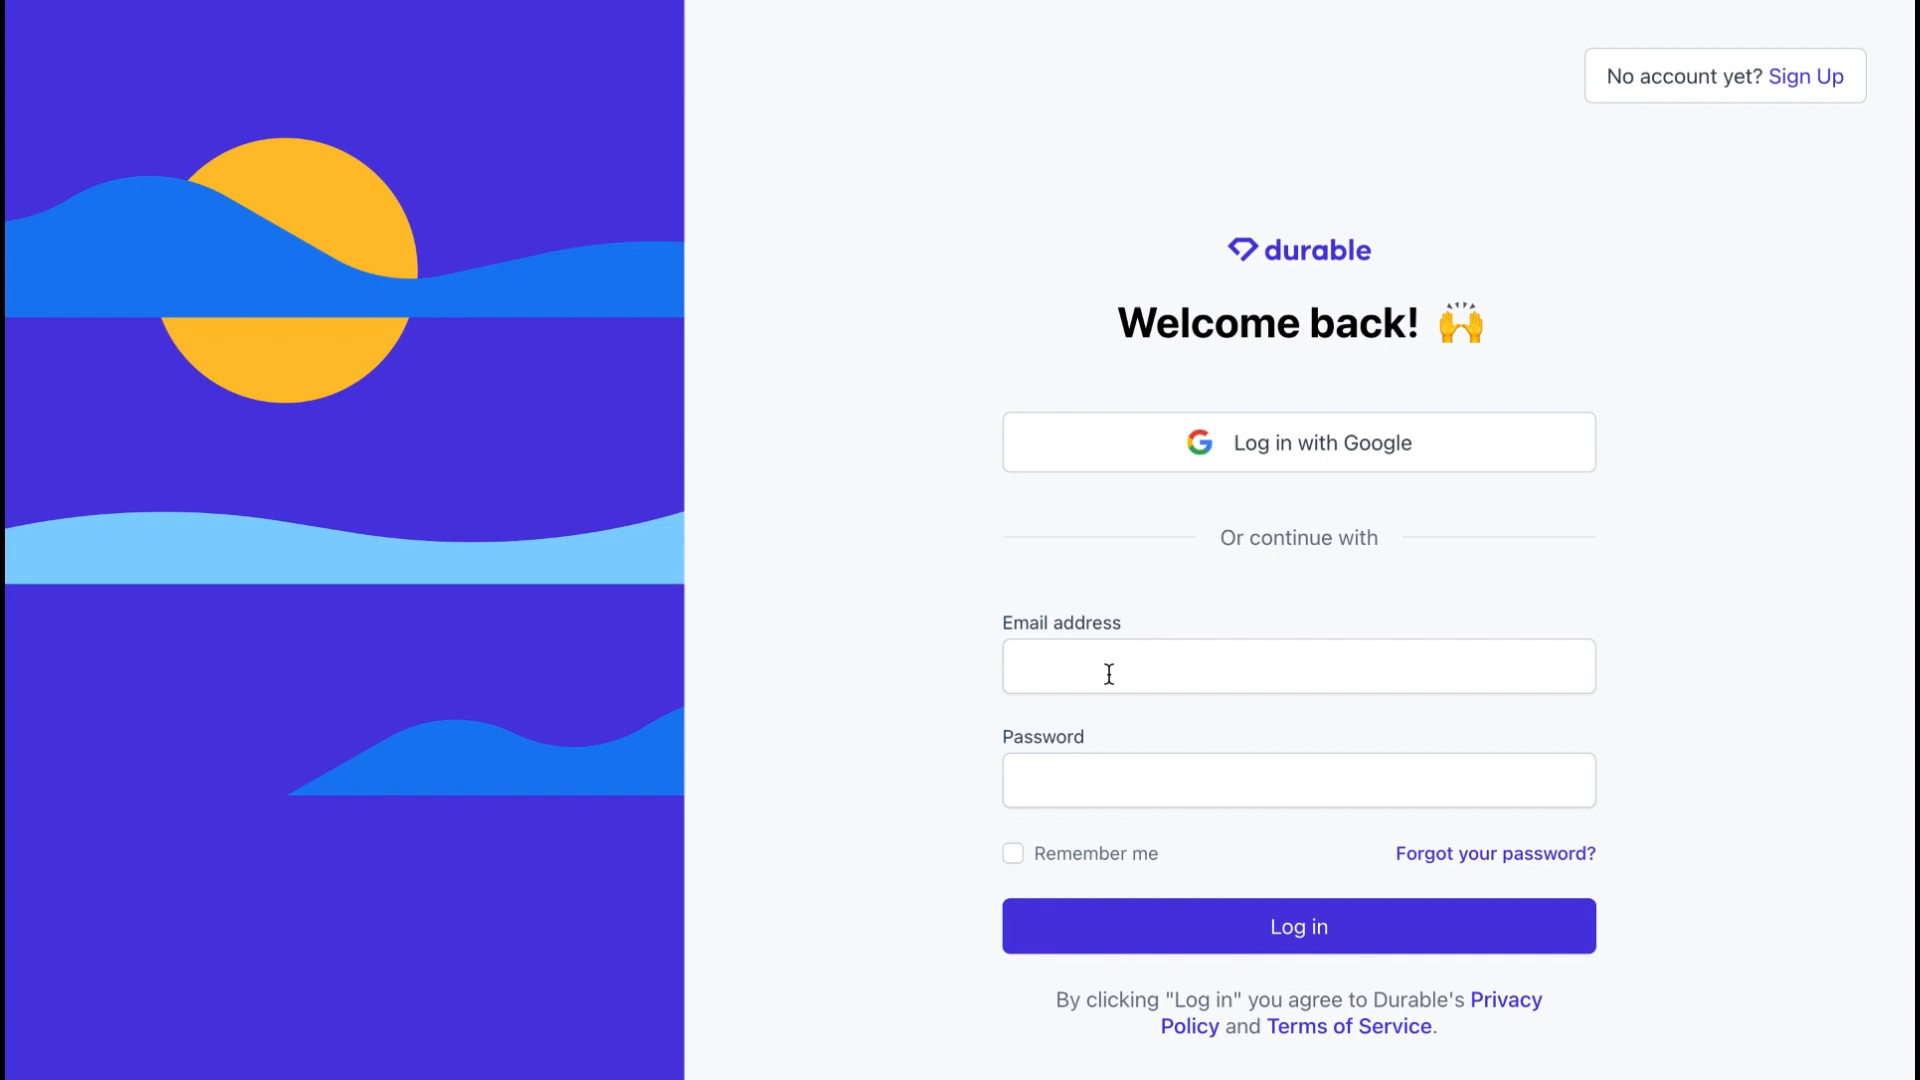 No account yet? Sign Up
durable
Welcome back! 🙌
Log in with Google
Or continue with
Email address
Password
Remember me
Forgot your password?
Log in
By clicking "Log in" you agree to Durable's Privacy
Policy and Terms of Service.